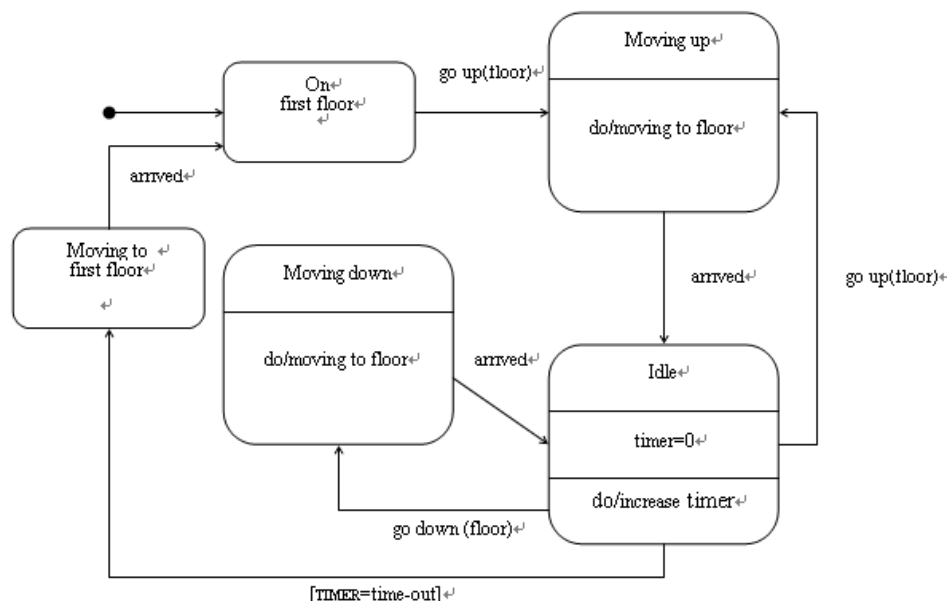 Moving up
go up(floor)
On
first floor
do/moving to floor
arrived
Moving to
first floor
Moving down
arrived
go up(floor)
do/moving to floor
arrived
Idle
timer=0
do/increase timer
go down (floor)
[TIMER=time-out]